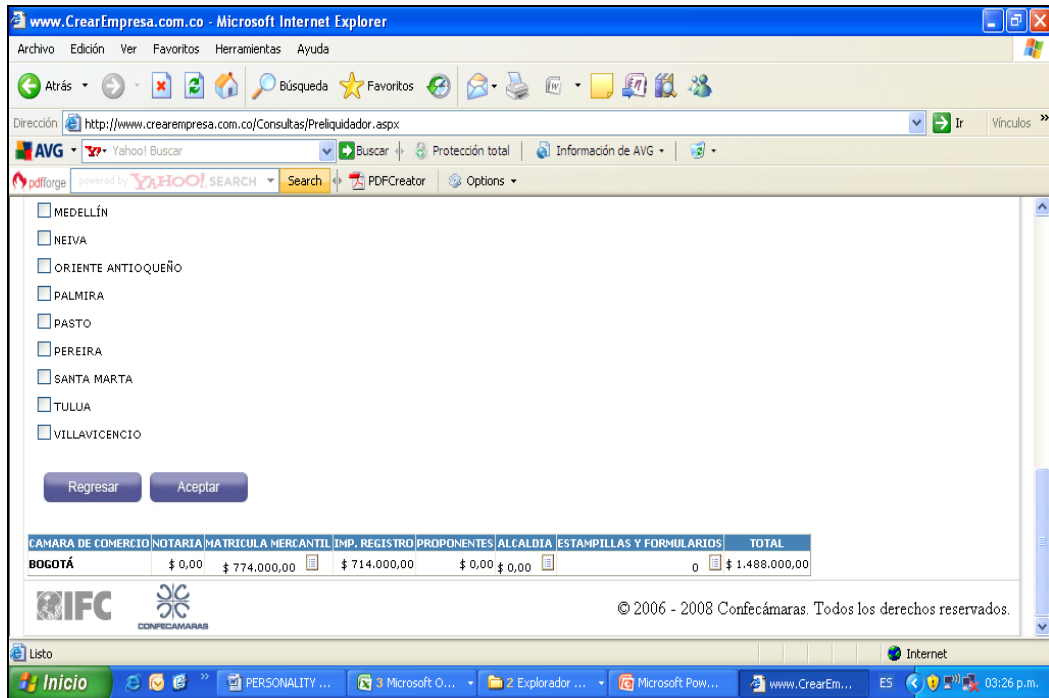 www.CrearEmpresa.com.co - Microsoft Internet Explorer
Archivo Edición Ver Favoritos Herramientas Ayuda
Atrás Búsqueda Favoritos
Dirección http://www.crearempresa.com.co/Consultas/Preliquidador.aspx Ir Vínculos »
AVG Y! Yahoo! Buscar Buscar Protección total Información de AVG
pdfforge powered by YAHOO! SEARCH Search PDFCreator Options
MEDELLÍN
NEIVA
ORIENTE ANTIOQUEÑO
PALMIRA
PASTO
PEREIRA
SANTA MARTA
TULUA
VILLAVICENCIO
Regresar Aceptar
CAMARA DE COMERCIO NOTARIA MATRICULA MERCANTIL IMP. REGISTRO PROPONENTES ALCALDIA ESTAMPILLAS Y FORMULARIOS TOTAL
BOGOTÁ $ 0,00 $ 774.000,00 $ 714.000,00 $ 0,00 $ 0,00 0 $ 1.488.000,00
IFC CONFECAMARAS © 2006 - 2008 Confecámaras. Todos los derechos reservados.
Listo Internet
Inicio » PERSONALITY ... 3 Microsoft O... 2 Explorador ... Microsoft Pow... www.CrearEm... ES 03:26 p.m.